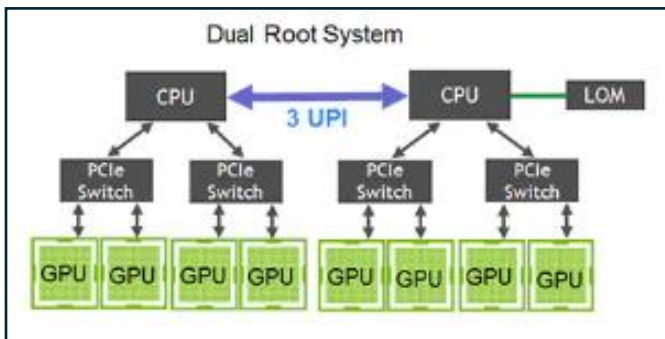 Dual Root System
CPU
3 UPI
CPU
LOM
PCIe
Switch
PCIe
Switch
PCIe
Switch
PCIe
Switch
GPU
GPU
GPU
GPU
GPU
GPU
GPU
GPU